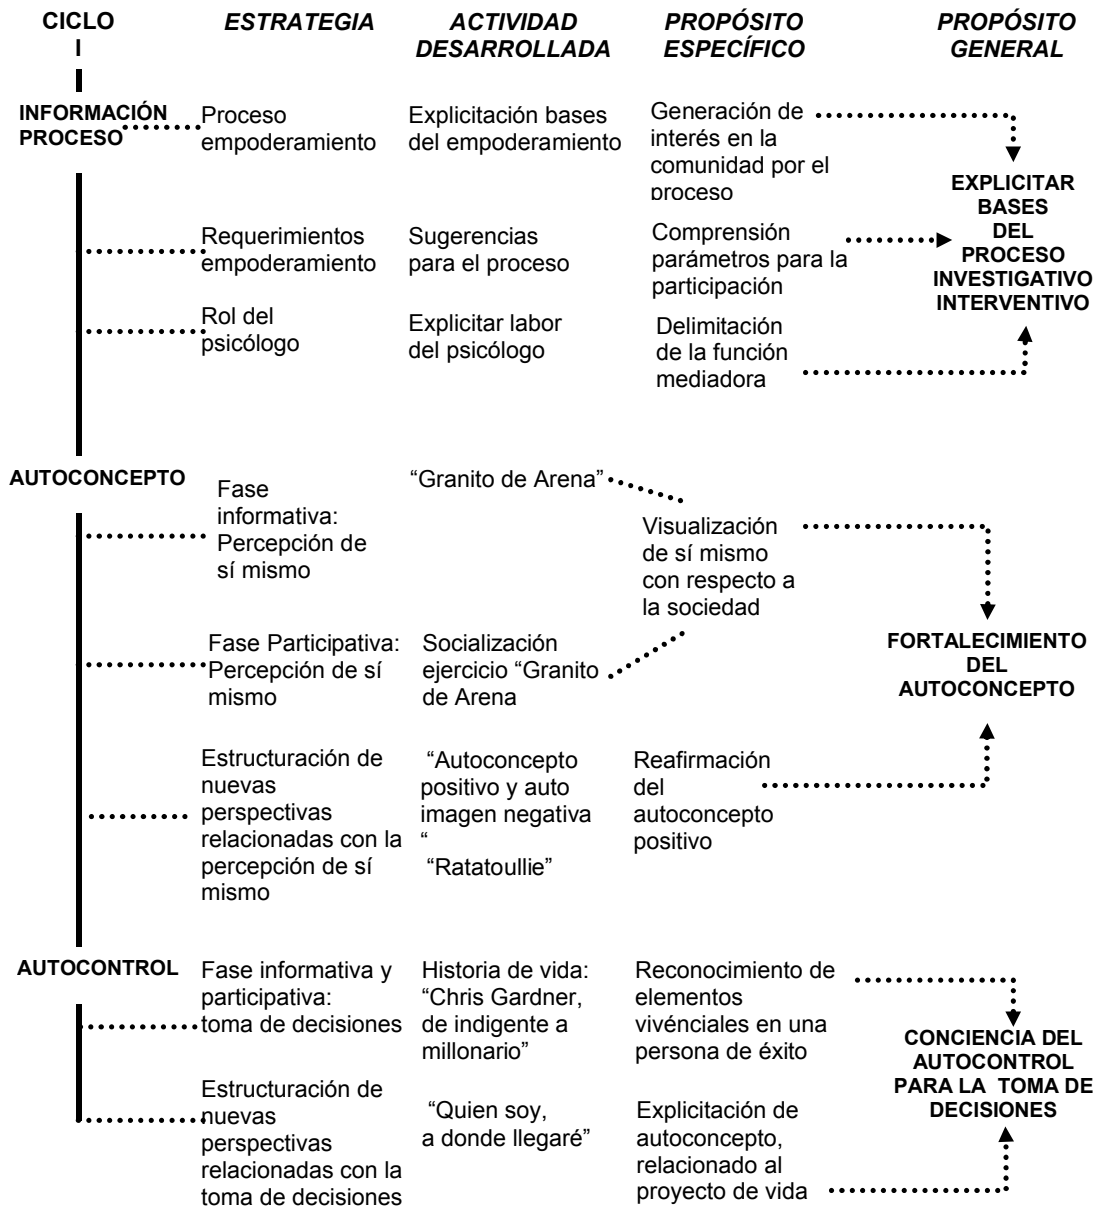 CICLO
I
ESTRATEGIA
ACTIVIDAD
DESARROLLADA
PROPÓSITO
ESPECÍFICO
PROPÓSITO
GENERAL
INFORMACIÓN
PROCESO
Proceso
empoderamiento
Explicitación bases
del empoderamiento
Generación de
interés en la
comunidad por el
proceso
EXPLICITAR
BASES
DEL
PROCESO
INVESTIGATIVO
INTERVENTIVO
Requerimientos
empoderamiento
Sugerencias
para el proceso
Comprensión
parámetros para la
participación
Rol del
psicólogo
Explicitar labor
del psicólogo
Delimitación
de la función
mediadora
AUTOCONCEPTO
Fase
informativa:
Percepción de
sí mismo
“Granito de Arena”
Visualización
de sí mismo
con respecto a
la sociedad
FORTALECIMIENTO
DEL
AUTOCONCEPTO
Fase Participativa:
Percepción de sí
mismo
Socialización
ejercicio “Granito
de Arena
Estructuración de
nuevas
perspectivas
relacionadas con la
percepción de sí
mismo
“Autoconcepto
positivo y auto
imagen negativa
“
“Ratatoullie”
Reafirmación
del
autoconcepto
positivo
AUTOCONTROL
Fase informativa y
participativa:
toma de decisiones
Historia de vida:
“Chris Gardner,
de indigente a
millonario”
Reconocimiento de
elementos
vivénciales en una
persona de éxito
CONCIENCIA DEL
AUTOCONTROL
PARA LA TOMA DE
DECISIONES
Estructuración de
nuevas
perspectivas
relacionadas con la
toma de decisiones
“Quien soy,
a donde llegaré”
Explicitación de
autoconcepto,
relacionado al
proyecto de vida